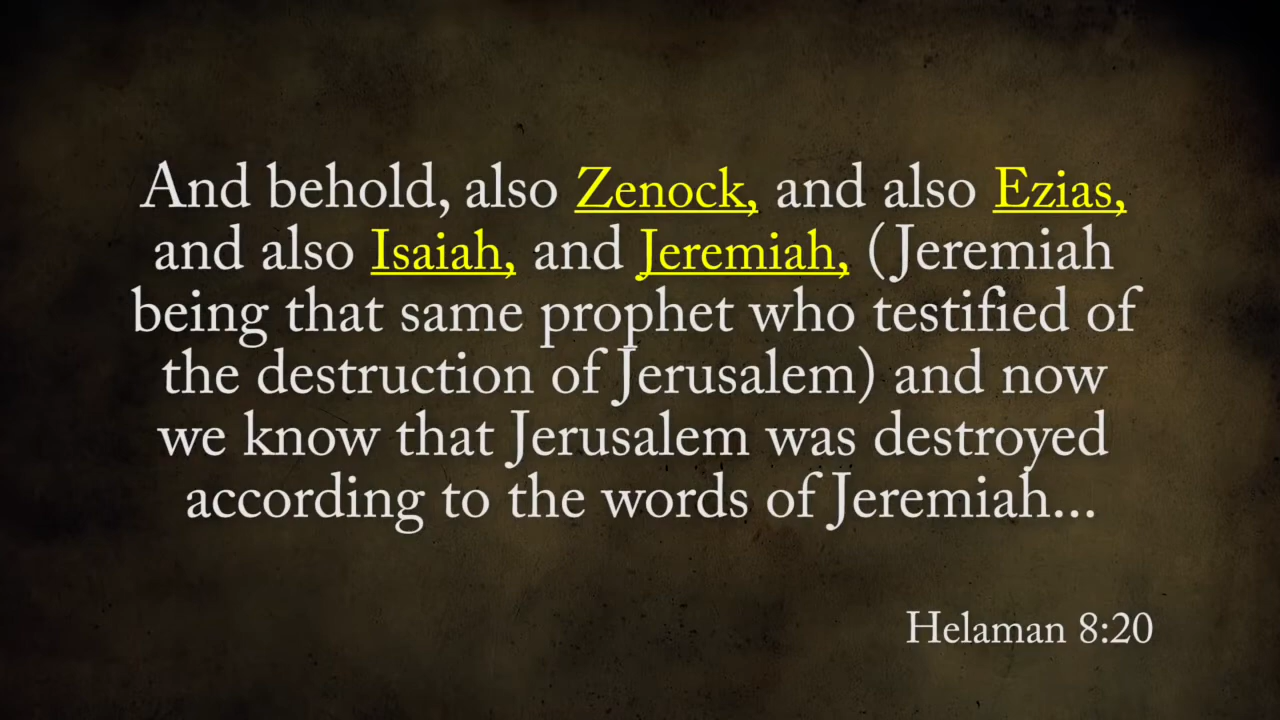 And behold, also Zenock, and also Ezias,
and also Isaiah, and Jeremiah, (Jeremiah
being that same prophet who testified of
the destruction of Jerusalem) and now
we know that Jerusalem was destroyed
according to the words of Jeremiah...
Helaman 8:20